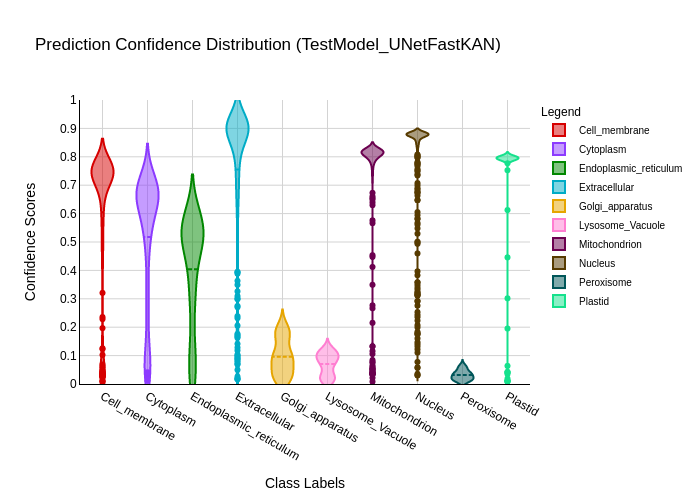 Prediction Confidence Distribution (TestModel_UNetFastKAN)
Legend
Cell_membrane
Cytoplasm
Endoplasmic_reticulum
Extracellular
Golgi_apparatus
Lysosome_Vacuole
Mitochondrion
Nucleus
Peroxisome
Plastid
Confidence Scores
1
0.9
0.8
0.7
0.6
0.5
0.4
0.3
0.2
0.1
0
Cell_membrane
Cytoplasm
Endoplasmic_reticulum
Extracellular
Golgi_apparatus
Lysosome_Vacuole
Mitochondrion
Nucleus
Peroxisome
Plastid
Class Labels